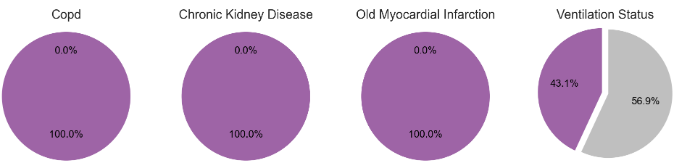 Copd
Chronic Kidney Disease
Old Myocardial Infarction
Ventilation Status
0.0%
100.0%
0.0%
100.0%
0.0%
100.0%
43.1%
56.9%